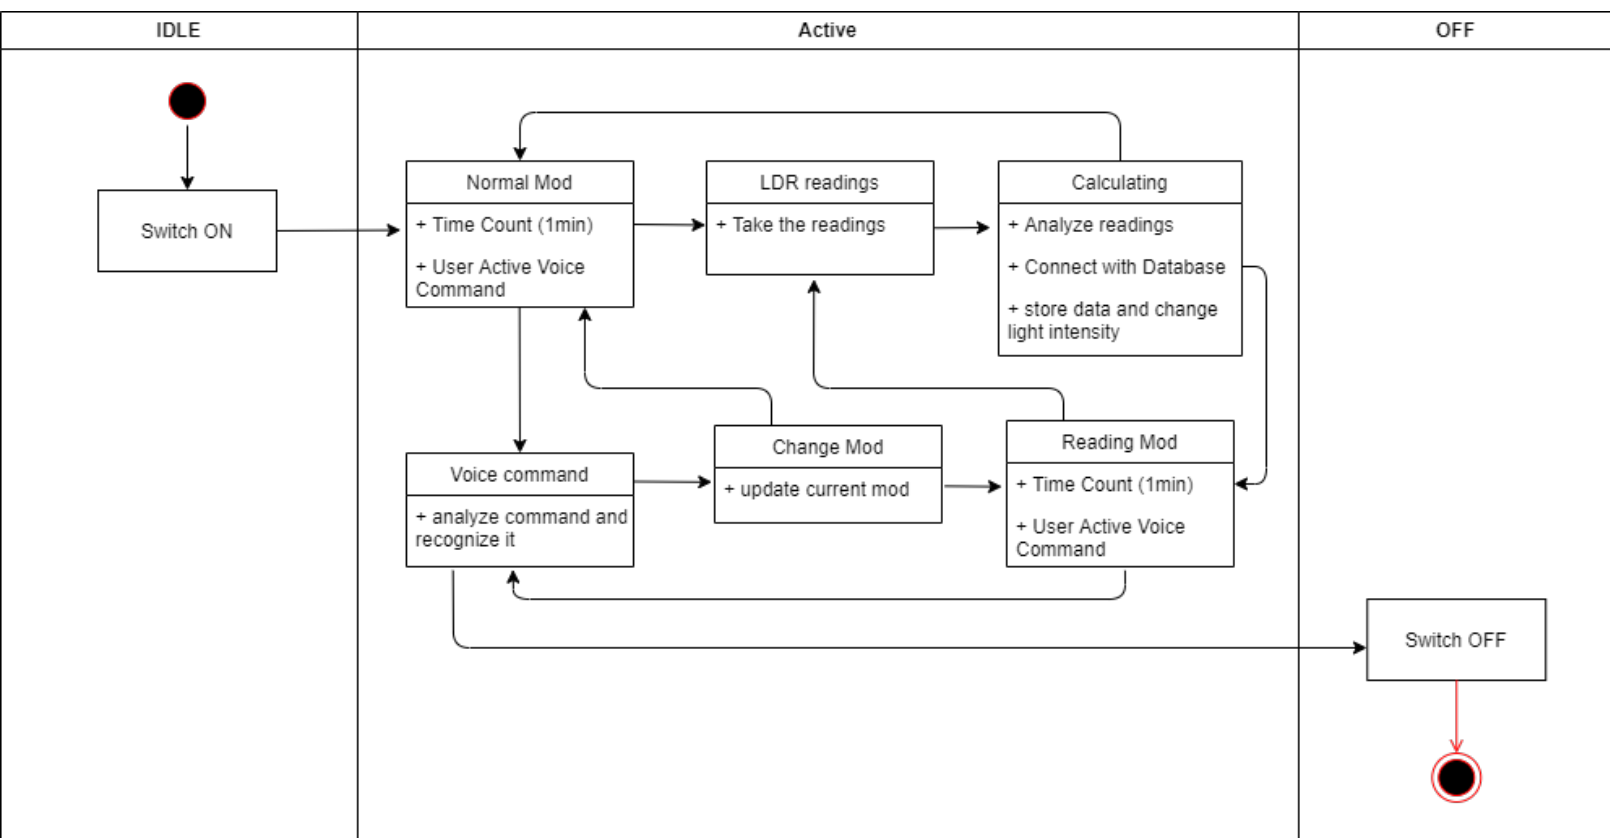 IDLE
Active
OFF
Switch ON
Normal Mod
+ Time Count (1min)
+ User Active Voice
Command
LDR readings
+ Take the readings
Calculating
+ Analyze readings
+ Connect with Database
+ store data and change
light intensity
Voice command
+ analyze command and
recognize it
Change Mod
+ update current mod
Reading Mod
+ Time Count (1min)
+ User Active Voice
Command
Switch OFF